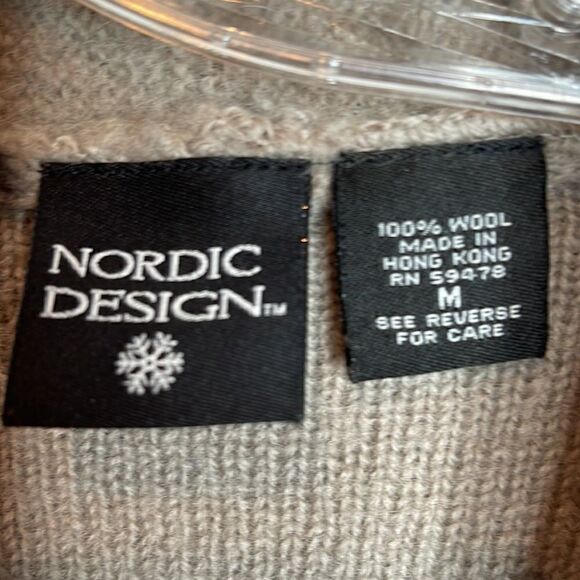 NORDIC
DESIGN™
100% WOOL
MADE IN
HONG KONG
RN 59478
M
SEE REVERSE
FOR CARE